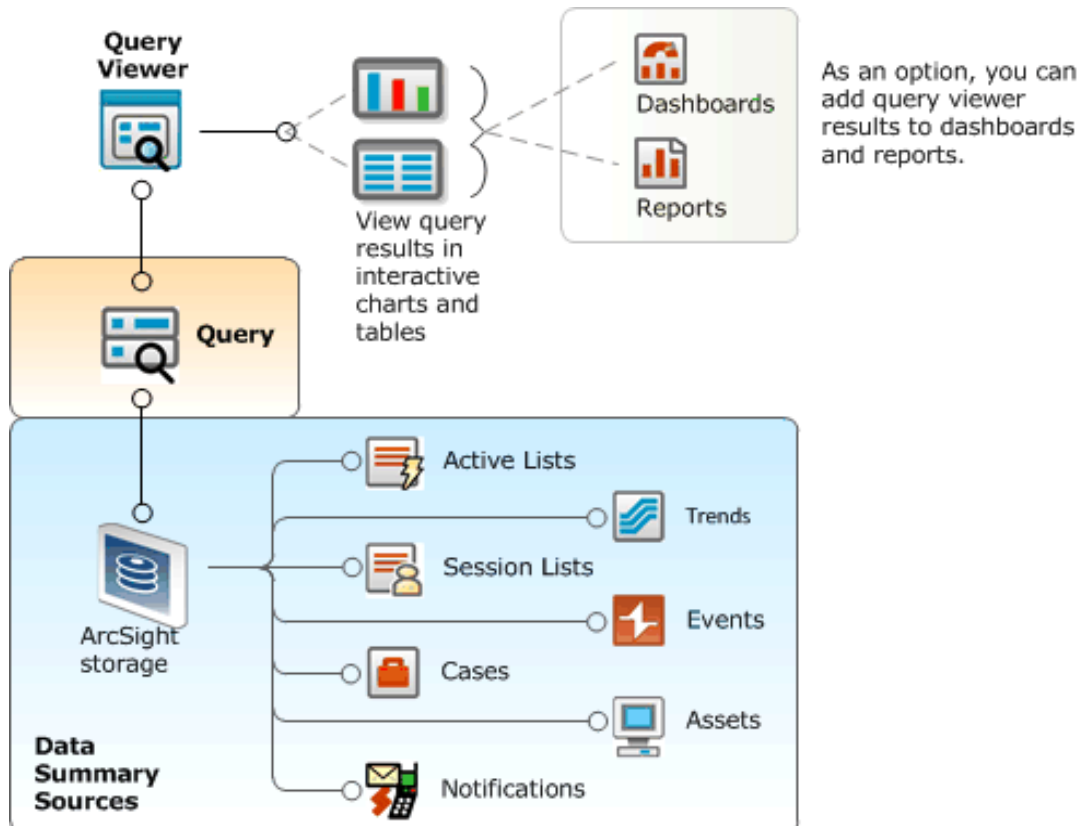 Query
Viewer
Dashboards
Reports
As an option, you can
add query viewer
results to dashboards
and reports.
View query
results in
interactive
charts and
tables
Query
Active Lists
Trends
Session Lists
Events
ArcSight
storage
Cases
Assets
Data
Summary
Sources
Notifications